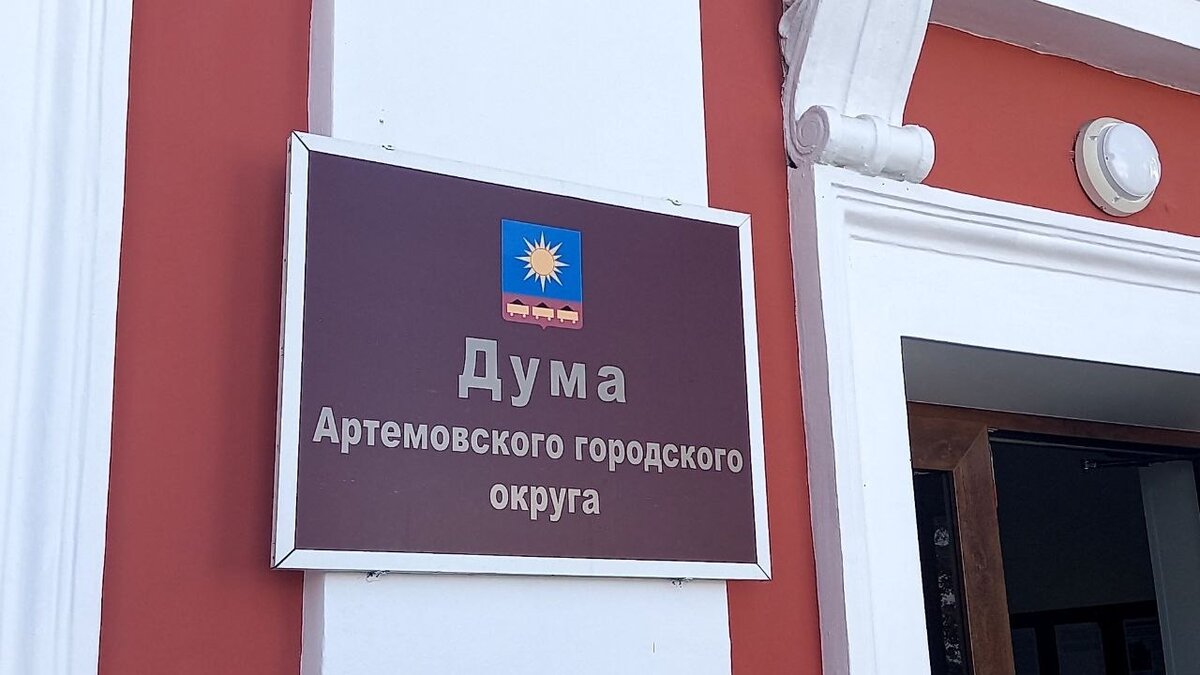 Дума
Артемовского городского
округа